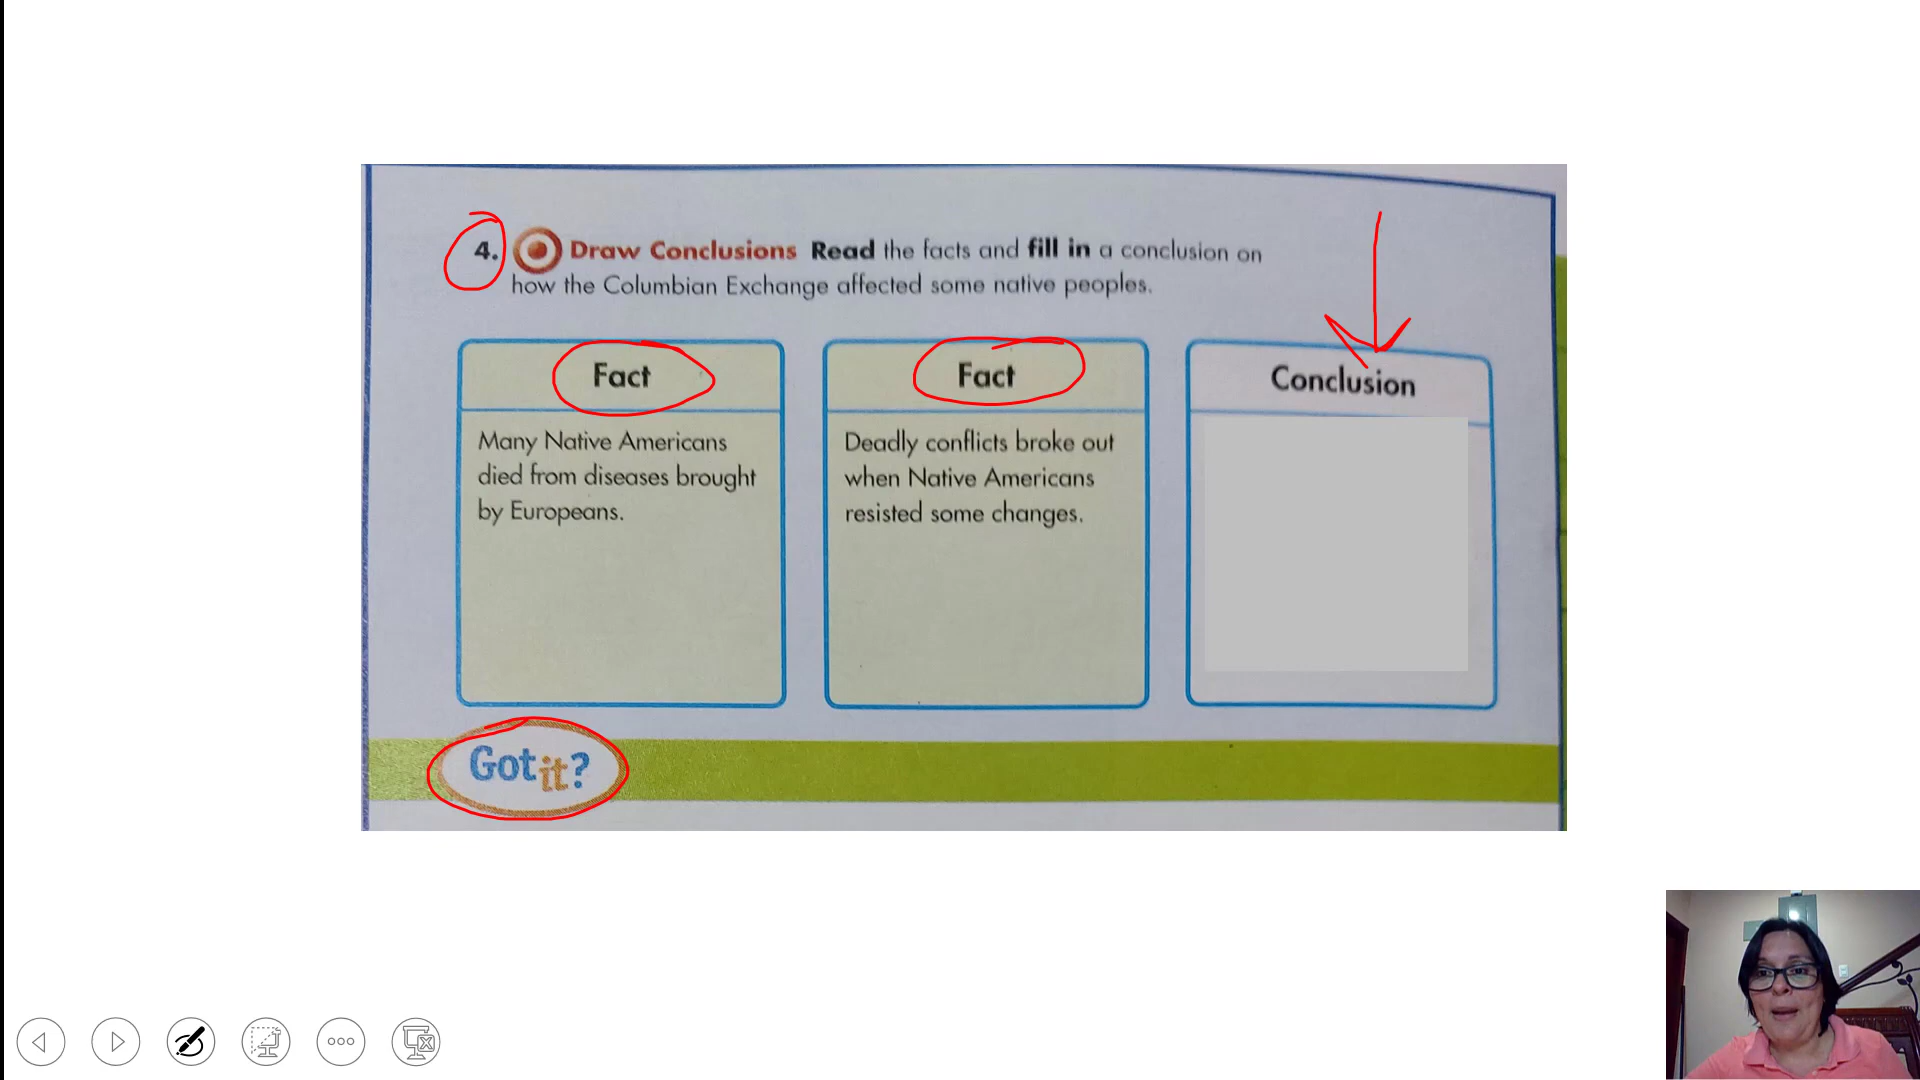 4. Draw Conclusions Read the facts and fill in a conclusion on
how the Columbian Exchange affected some native peoples.
Fact
Many Native Americans
died from diseases brought
by Europeans.
Fact
Deadly conflicts broke out
when Native Americans
resisted some changes.
Conclusion
Got it?